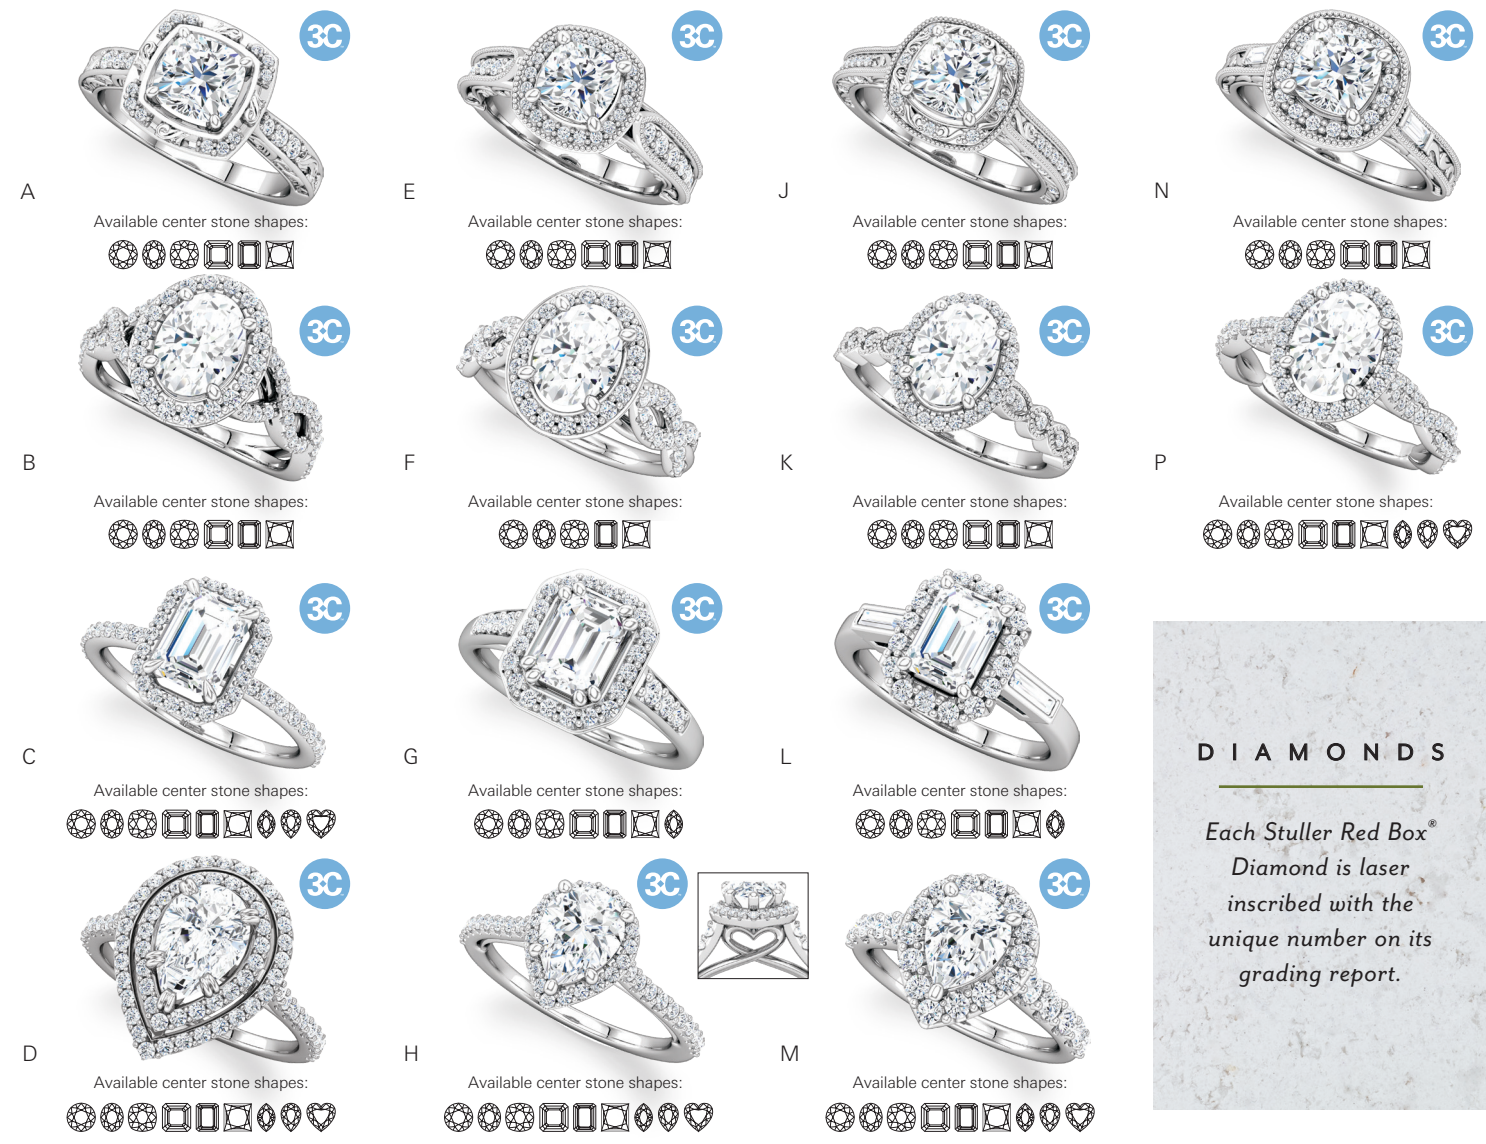 3C
3C
3C
3C
A
E
J
N
Available center stone shapes:
Available center stone shapes:
Available center stone shapes:
Available center stone shapes:
3C
3C
3C
3C
B
F
K
P
Available center stone shapes:
Available center stone shapes:
Available center stone shapes:
Available center stone shapes:
3C
3C
3C
C
G
L
Available center stone shapes:
Available center stone shapes:
Available center stone shapes:
3C
3C
3C
D
H
M
Available center stone shapes:
Available center stone shapes:
Available center stone shapes:
DIAMONDS
Each Stuller Red Box®
Diamond is laser
inscribed with the
unique number on its
grading report.